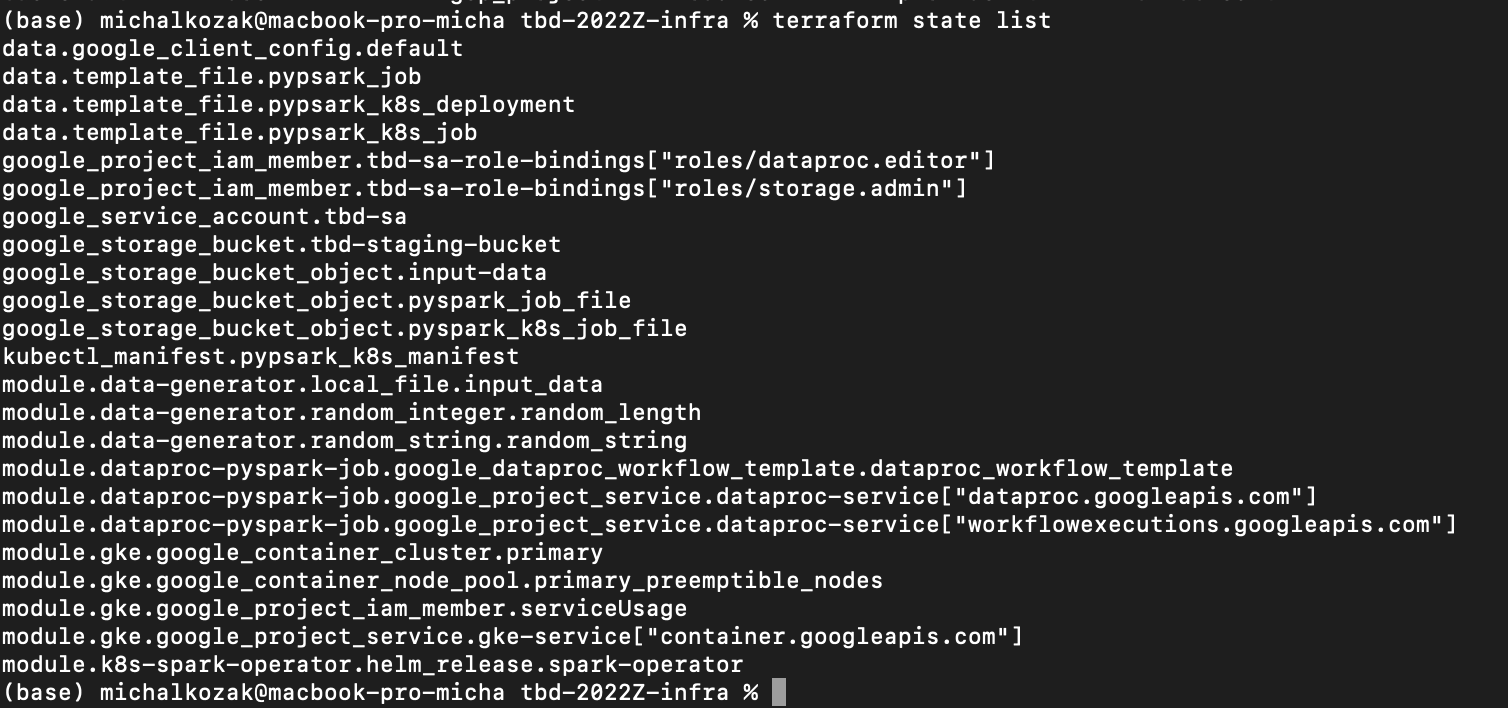 (base) michalkozak@macbook-pro-micha tbd-2022Z-infra % terraform state list
data.google_client_config.default
data.template_file.pypsark_job
data.template_file.pypsark_k8s_deployment
data.template_file.pypsark_k8s_job
google_project_iam_member.tbd-sa-role-bindings["roles/dataproc.editor"]
google_project_iam_member.tbd-sa-role-bindings["roles/storage.admin"]
google_service_account.tbd-sa
google_storage_bucket.tbd-staging-bucket
google_storage_bucket_object.input-data
google_storage_bucket_object.pyspark_job_file
google_storage_bucket_object.pyspark_k8s_job_file
kubectl_manifest.pypsark_k8s_manifest
module.data-generator.local_file.input_data
module.data-generator.random_integer.random_length
module.data-generator.random_string.random_string
module.dataproc-pyspark-job.google_dataproc_workflow_template.dataproc_workflow_template
module.dataproc-pyspark-job.google_project_service.dataproc-service["dataproc.googleapis.com"]
module.dataproc-pyspark-job.google_project_service.dataproc-service["workflowexecutions.googleapis.com"]
module.gke.google_container_cluster.primary
module.gke.google_container_node_pool.primary_preemptible_nodes
module.gke.google_project_iam_member.serviceUsage
module.gke.google_project_service.gke-service["container.googleapis.com"]
module.k8s-spark-operator.helm_release.spark-operator
(base) michalkozak@macbook-pro-micha tbd-2022Z-infra %